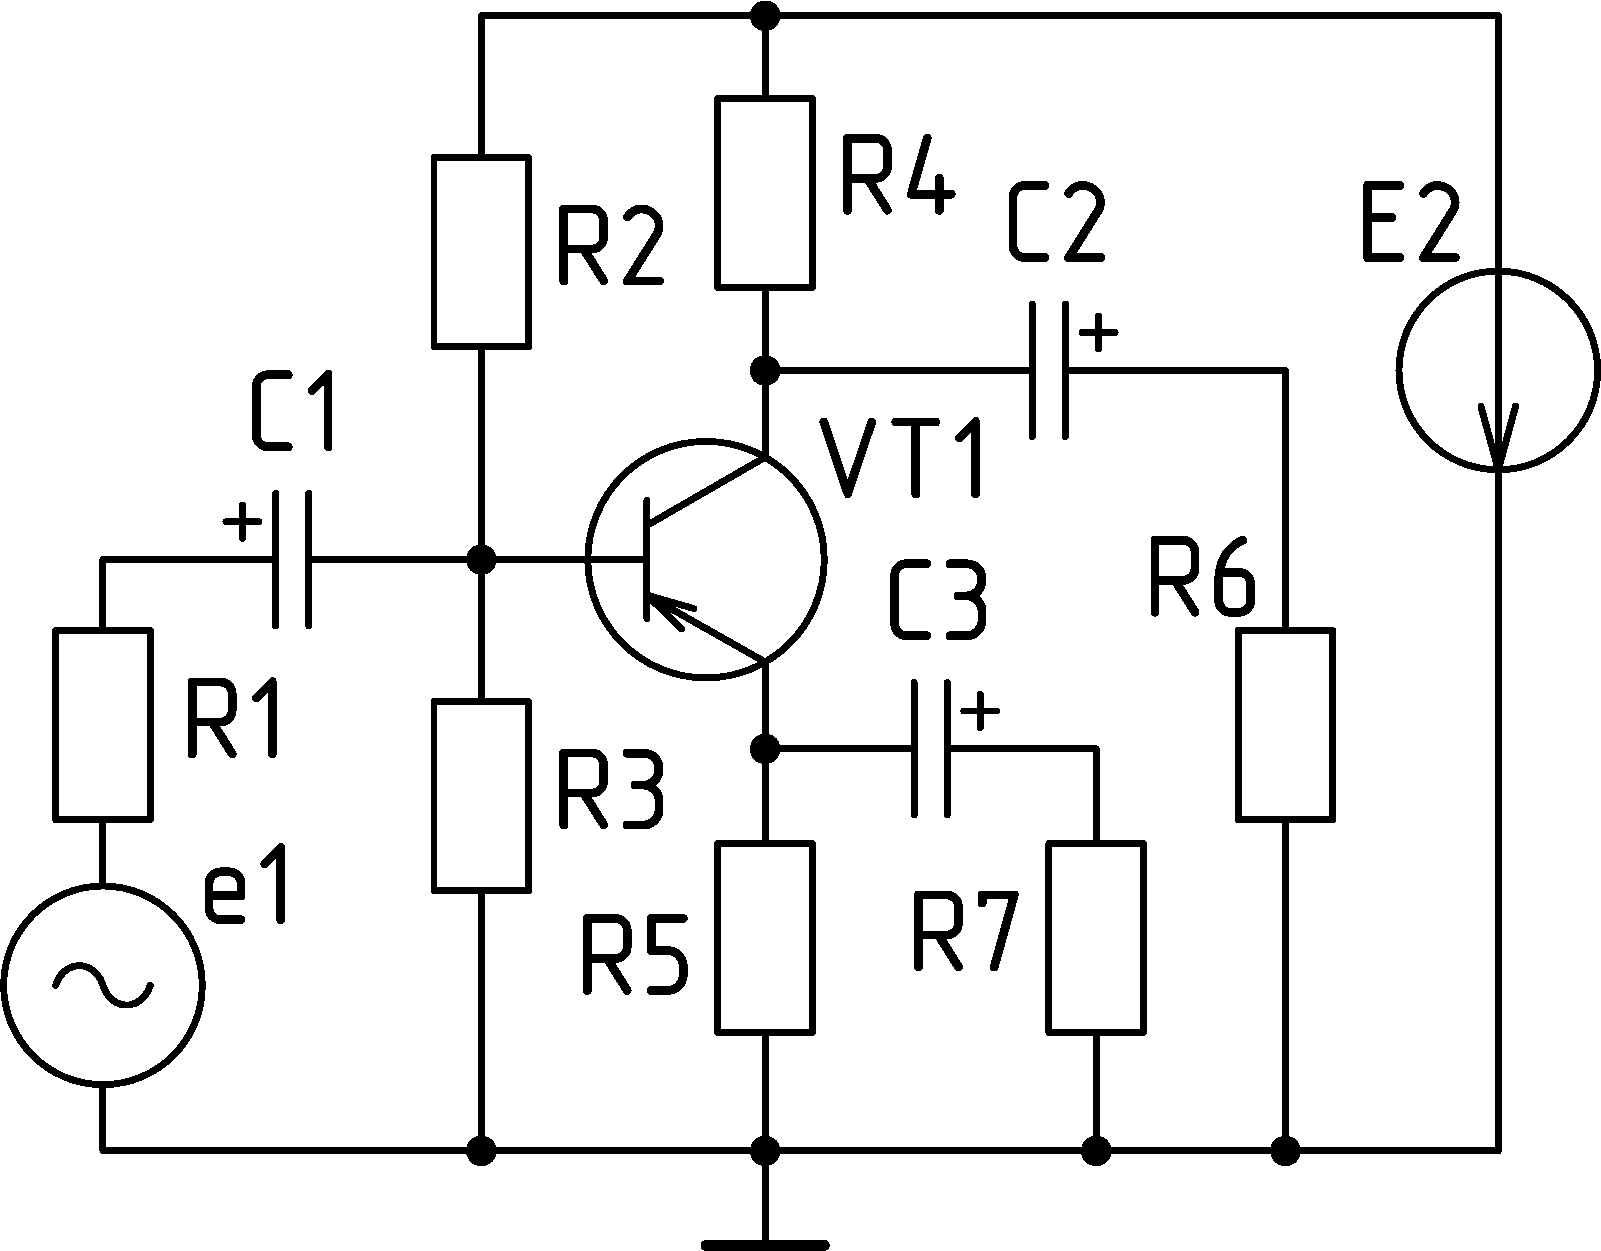 R4
C2
E2
R2
C1
+
VT1
+
R6
C3
R1
+
R3
e1
R5
R7